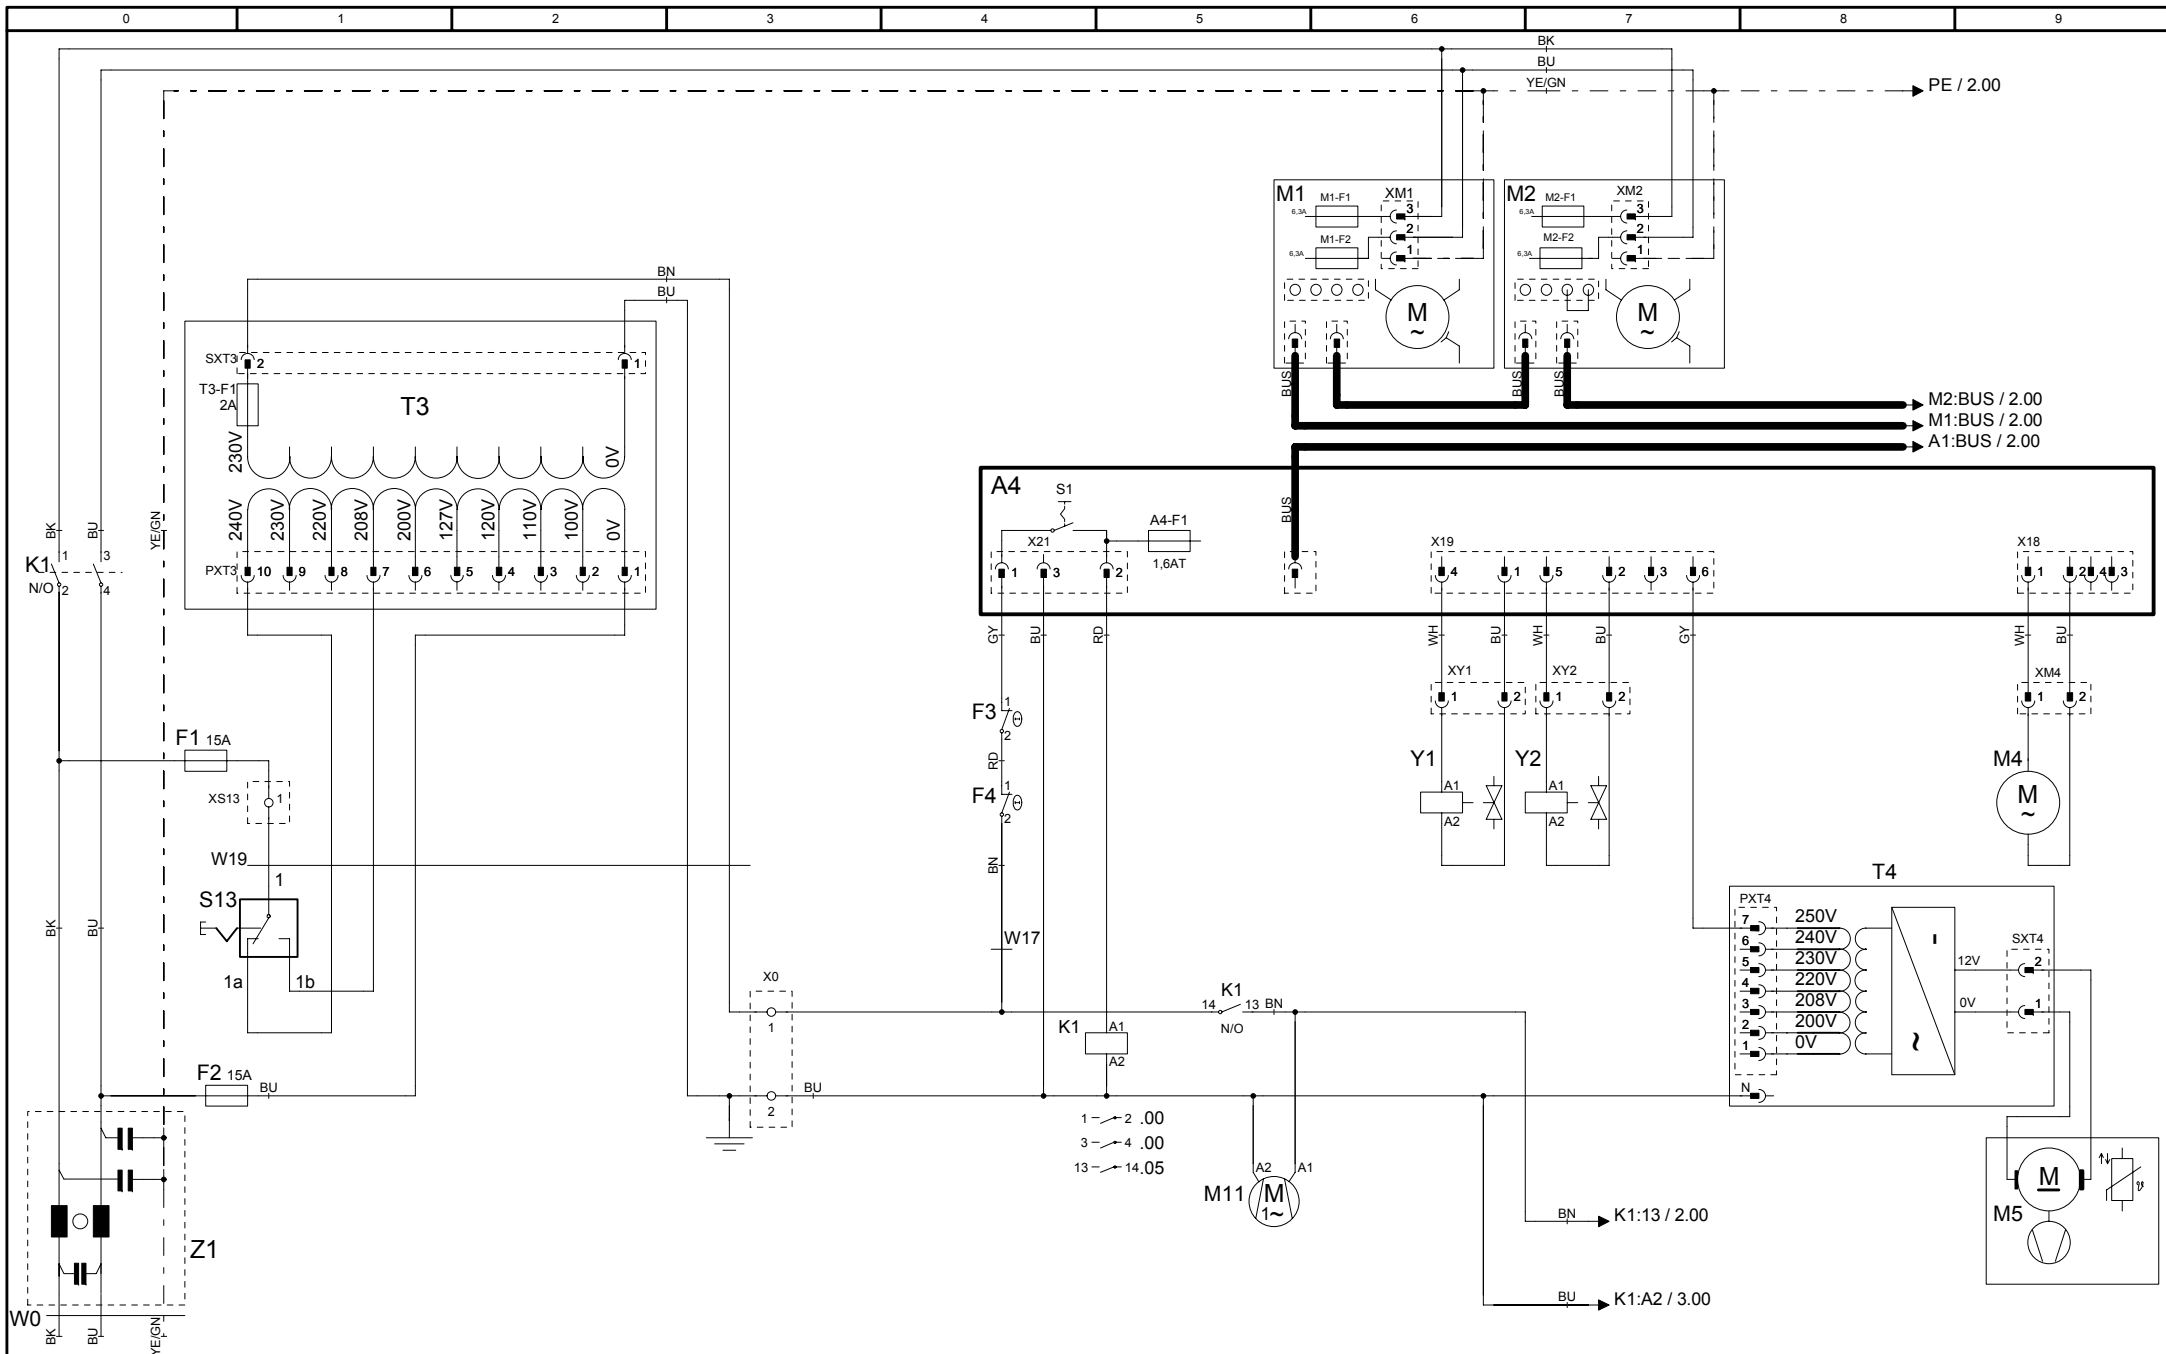 0 1 2 3 4 5 6 7 8 9
BK
BU
YE/GN
PE / 2.00
M1
M1-F1
6,3A
M1-F2
6,3A
XM1
3
2
1
M
~
BUS
M2
M2-F1
6,3A
M2-F2
6,3A
XM2
3
2
1
M
~
BUS
BUS
M2:BUS / 2.00
M1:BUS / 2.00
A1:BUS / 2.00
BN
BU
SXT3
2
1
T3-F1
2A
T3
230V
0V
240V 230V 220V 208V 200V 127V 120V 110V 100V 0V
PXT3
10 9 8 7 6 5 4 3 2 1
BK
BU
YE/GN
K1
N/O
1
2
3
4
A4
S1
X21
1 3 2
A4-F1
1,6AT
BUS
X19
4 1 5 2 3 6
X18
1 2 4 3
GY
BU
RD
WH
BU
WH
BU
GY
WH
BU
XY1
1 2
XY2
1 2
XM4
1 2
F3
1
2
RD
F4
1
2
BN
W17
Y1
A1
A2
Y2
A1
A2
M4
M
~
F1 15A
XS13
1
W19
1
S13
1a
1b
BK
BU
F2 15A
BU
X0
1
2
BU
K1
A1
A2
K1
14
13
BN
N/O
1 2 .00
3 4 .00
13 14 .05
M11
A2
A1
M
1~
T4
PXT4
7 250V
6 240V
5 230V
4 220V
3 208V
2 200V
1 0V
N
-
~
12V
0V
SXT4
2
1
M
M5
ϑ
BN
K1:13 / 2.00
BU
K1:A2 / 3.00
Z1
W0
BK
BU
YE/GN